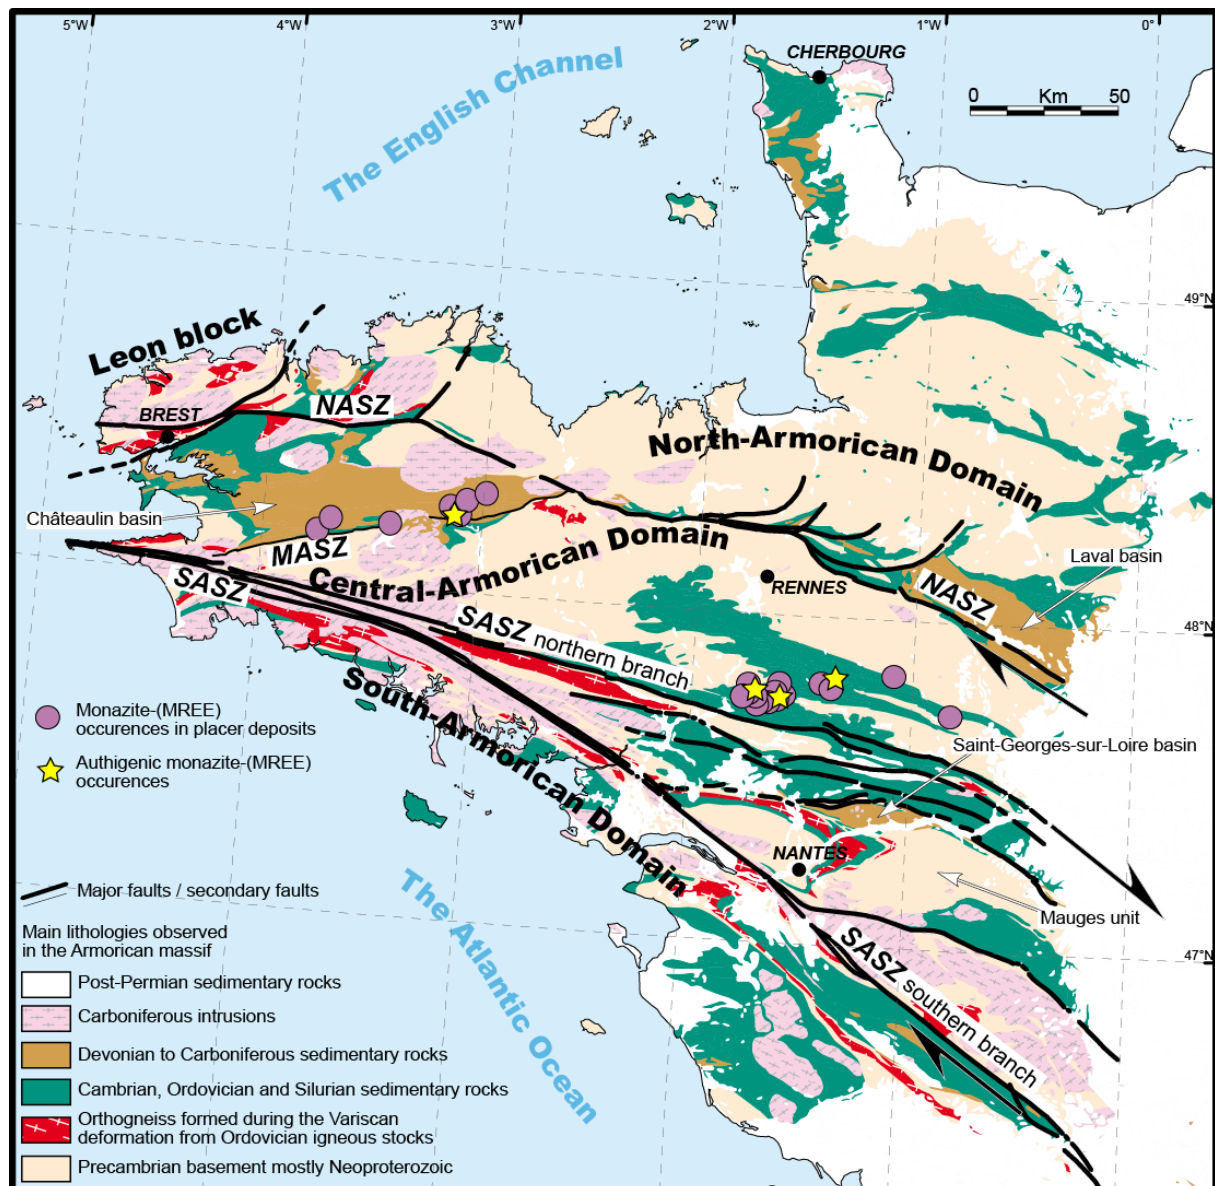 5°W
4°W
3°W
2°W
1°W
0°
CHERBOURG
0 Km 50
The English Channel
49°N
Leon block
BREST
NASZ
North-Armorican Domain
Châteaulin basin
MASZ
Central-Armorican Domain
Laval basin
RENNES
NASZ
SASZ
SASZ northern branch
48°N
South-Armorican Domain
Monazite-(MREE)
occurences in placer deposits
Saint-Georges-sur-Loire basin
Authigenic monazite-(MREE)
occurences
NANTES
The Atlantic Ocean
Major faults / secondary faults
Mauges unit
Main lithologies observed
in the Armorican massif
SASZ southern branch
47°N
Post-Permian sedimentary rocks
Carboniferous intrusions
Devonian to Carboniferous sedimentary rocks
Cambrian, Ordovician and Silurian sedimentary rocks
Orthogneiss formed during the Variscan
deformation from Ordovician igneous stocks
Precambrian basement mostly Neoproterozoic